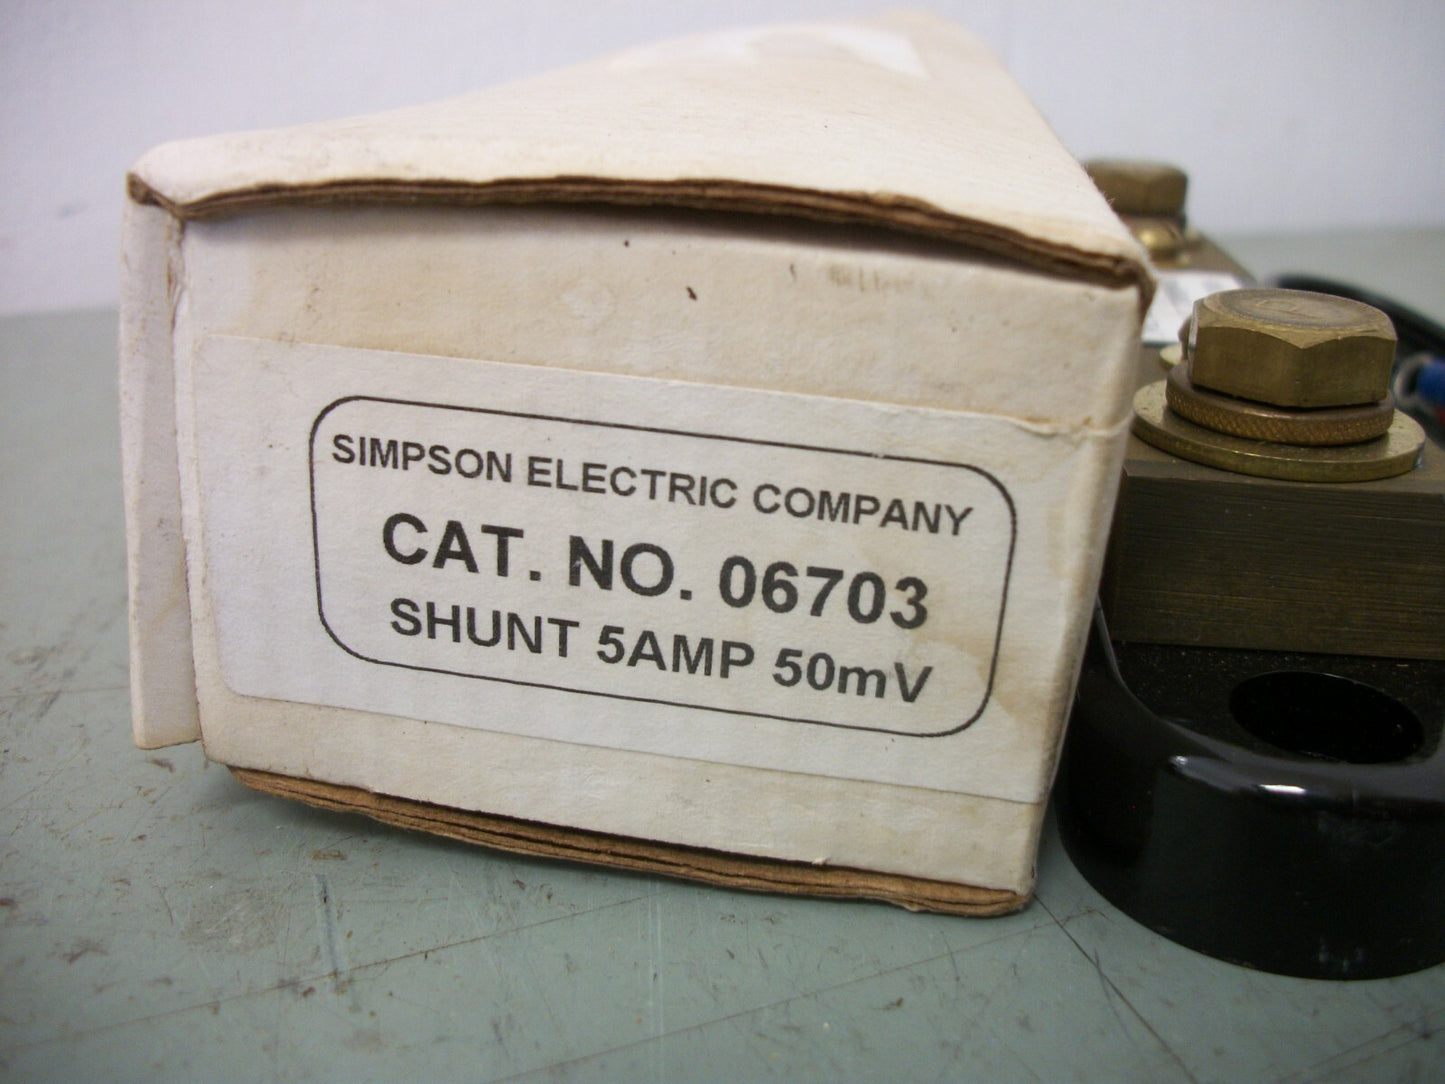 SIMPSON ELECTRIC COMPANY
CAT. NO. 06703
SHUNT 5AMP 50mV